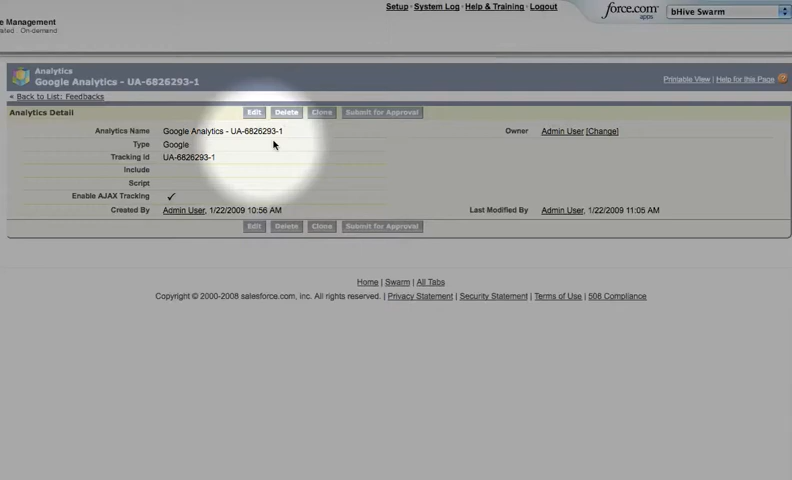 Setup · System Log · Help & Training · Logout
force.com apps
bHive Swarm
e Management
rated On-demand
Analytics
Google Analytics - UA-6826293-1
Printable View | Help for this Page ?
« Back to List: Feedbacks
Analytics Detail
Edit Delete Clone Submit for Approval
Analytics Name Google Analytics - UA-6826293-1 Owner Admin User [Change]
Type Google
Tracking Id UA-6826293-1
Include
Script
Enable AJAX Tracking ✓
Created By Admin User, 1/22/2009 10:56 AM Last Modified By Admin User, 1/22/2009 11:05 AM
Edit Delete Clone Submit for Approval
Home | Swarm | All Tabs
Copyright © 2000-2008 salesforce.com, inc. All rights reserved. | Privacy Statement | Security Statement | Terms of Use | 508 Compliance